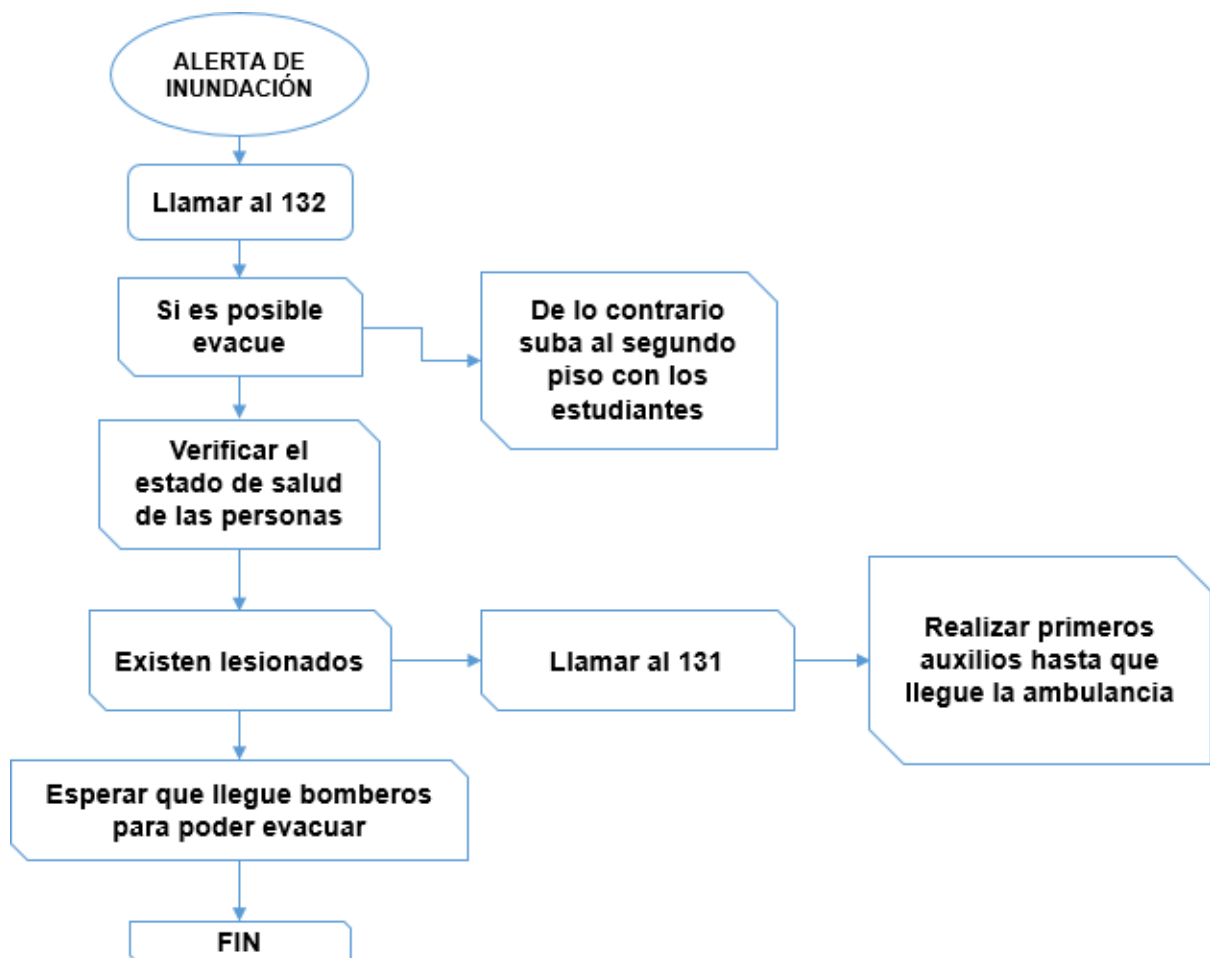 ALERTA DE
INUNDACIÓN
Llamar al 132
Si es posible
evacue
De lo contrario
suba al segundo
piso con los
estudiantes
Verificar el
estado de salud
de las personas
Existen lesionados
Llamar al 131
Realizar primeros
auxilios hasta que
llegue la ambulancia
Esperar que llegue bomberos
para poder evacuar
FIN